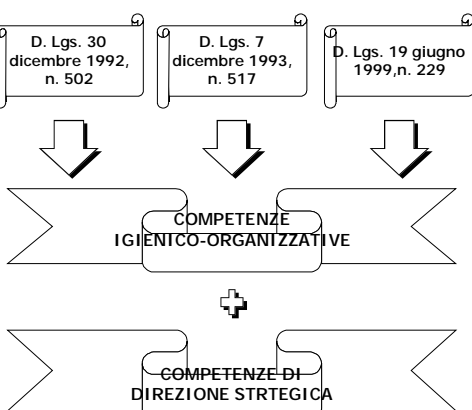 D. Lgs. 30
dicembre 1992,
n. 502
D. Lgs. 7
dicembre 1993,
n. 517
D. Lgs. 19 giugno
1999,n. 229
COMPETENZE
IGIENICO-ORGANIZZATIVE
COMPETENZE DI
DIREZIONE STRTEGICA